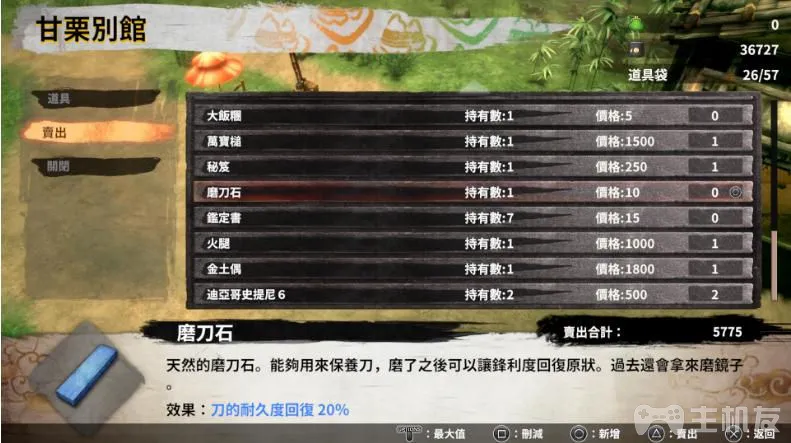 甘栗別館
0
36727
道具袋 26/57
道具
賣出
關閉
大飯糰 持有數:1 價格:5 0
萬寶槌 持有數:1 價格:1500 1
秘笈 持有數:1 價格:250 1
磨刀石 持有數:1 價格:10 0
鑑定書 持有數:7 價格:15 0
火腿 持有數:1 價格:1000 1
金土偶 持有數:1 價格:1800 1
迪亞哥史提尼6 持有數:2 價格:500 2
磨刀石
賣出合計: 5775
天然的磨刀石。能夠用來保養刀，磨了之後可以讓鋒利度回復原狀。過去還會拿來磨鏡子
。
效果：刀的耐久度回復 20%
OPTIONS：最大值 ：刪減 ：新增 ：賣出 ：返回
主机友